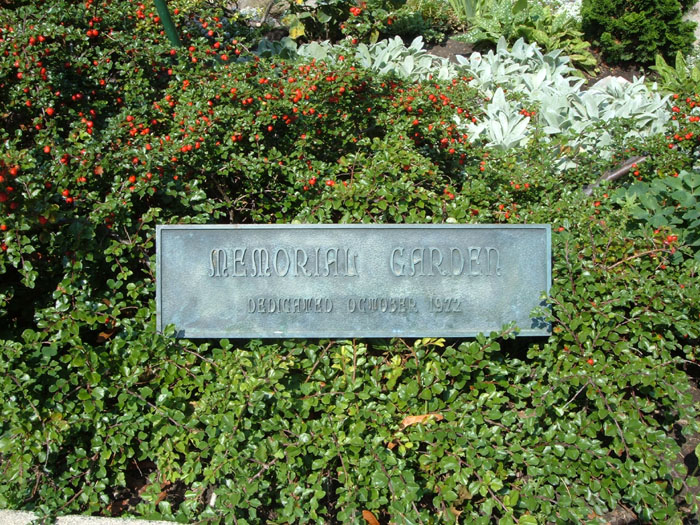 MEMORIAL GARDEN
DEDICATED OCTOBER 1972